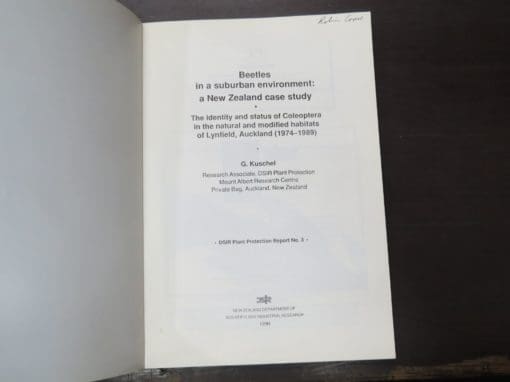 Beetles
in a suburban environment:
a New Zealand case study
•
The identity and status of Coleoptera
in the natural and modified habitats
of Lynfield, Auckland (1974–1989)
•
G. Kuschel
Research Associate, DSIR Plant Protection
Mount Albert Research Centre
Private Bag, Auckland, New Zealand
• DSIR Plant Protection Report No. 3 •
NEW ZEALAND DEPARTMENT OF
SCIENTIFIC AND INDUSTRIAL RESEARCH
1990